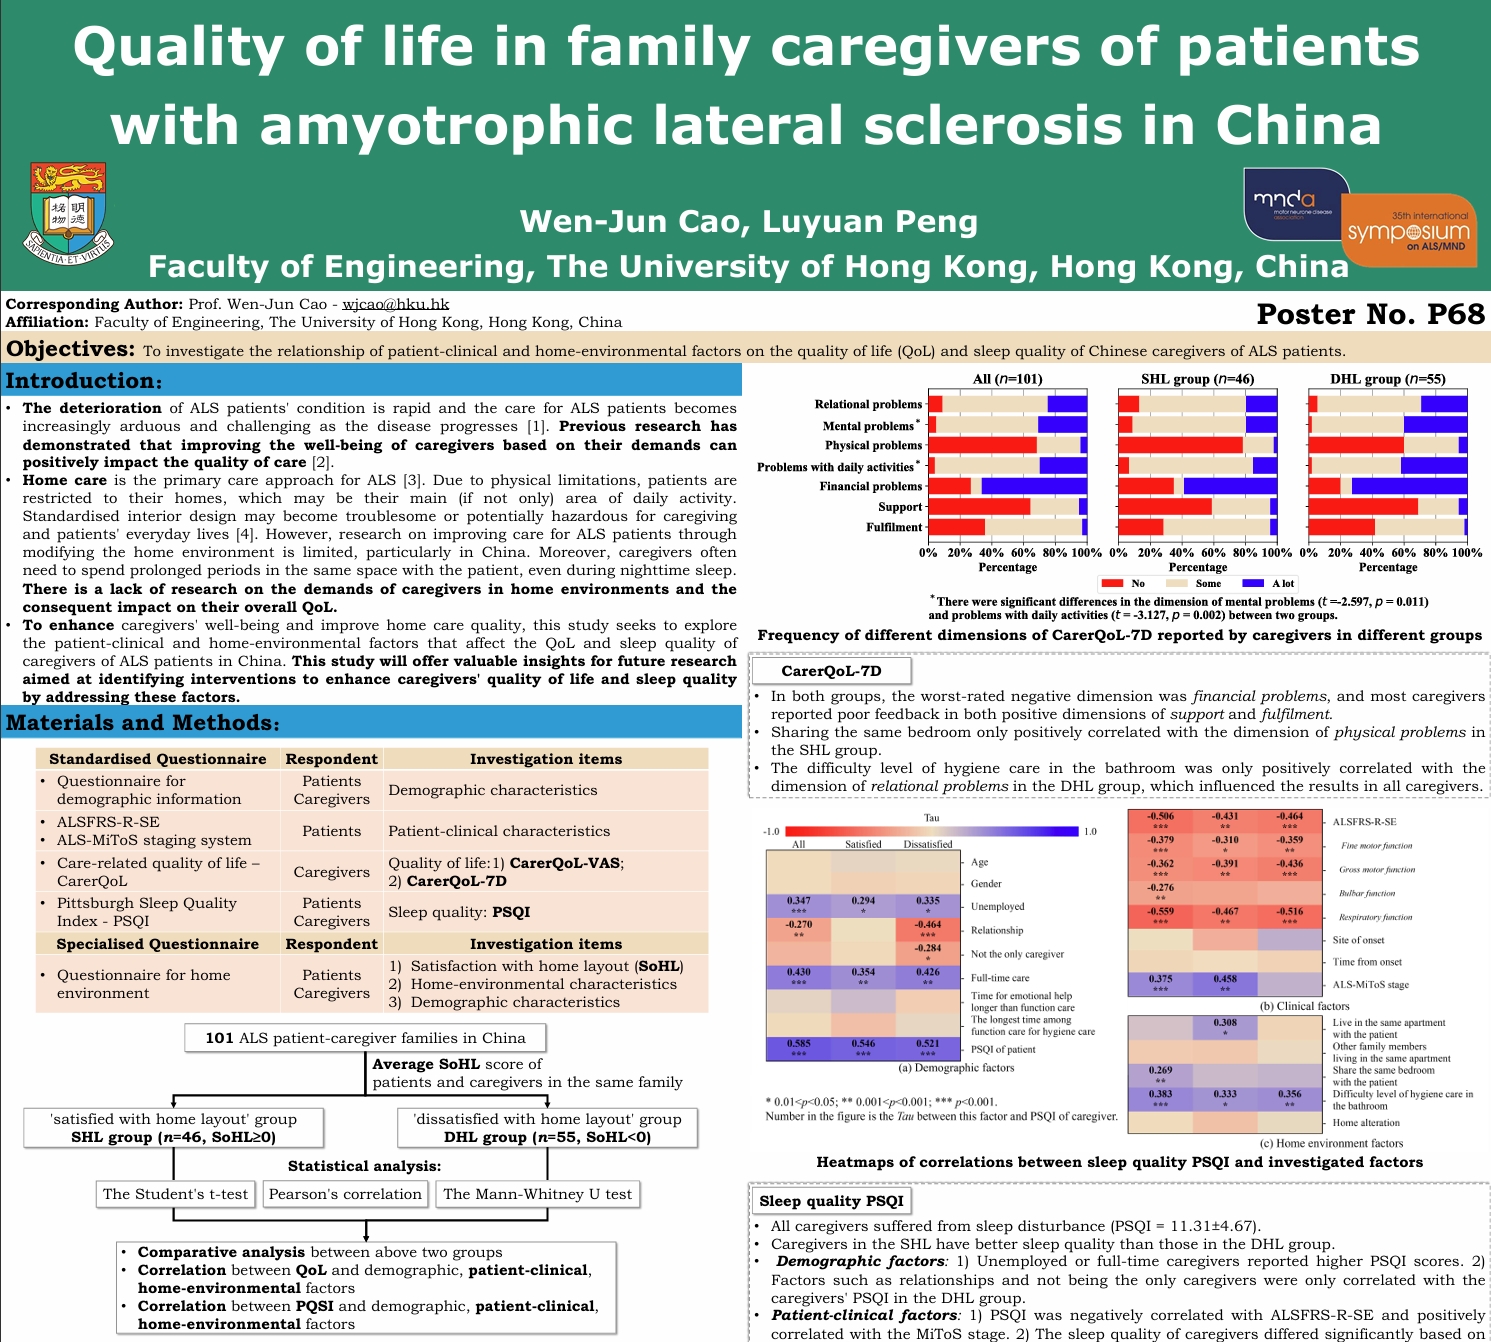 Quality of life in family caregivers of patients
with amyotrophic lateral sclerosis in China
明
德
格
物
SAPIENTIA·ET·VIRTUS
mnda
motor neurone disease
association
35th international
symposium
on ALS/MND
Wen-Jun Cao, Luyuan Peng
Faculty of Engineering, The University of Hong Kong, Hong Kong, China
Corresponding Author: Prof. Wen-Jun Cao - wjcao@hku.hk
Affiliation: Faculty of Engineering, The University of Hong Kong, Hong Kong, China
Poster No. P68
Objectives: To investigate the relationship of patient-clinical and home-environmental factors on the quality of life (QoL) and sleep quality of Chinese caregivers of ALS patients.
Introduction:
• The deterioration of ALS patients' condition is rapid and the care for ALS patients becomes
increasingly arduous and challenging as the disease progresses [1]. Previous research has
demonstrated that improving the well-being of caregivers based on their demands can
positively impact the quality of care [2].
• Home care is the primary care approach for ALS [3]. Due to physical limitations, patients are
restricted to their homes, which may be their main (if not only) area of daily activity.
Standardised interior design may become troublesome or potentially hazardous for caregiving
and patients' everyday lives [4]. However, research on improving care for ALS patients through
modifying the home environment is limited, particularly in China. Moreover, caregivers often
need to spend prolonged periods in the same space with the patient, even during nighttime sleep.
There is a lack of research on the demands of caregivers in home environments and the
consequent impact on their overall QoL.
• To enhance caregivers' well-being and improve home care quality, this study seeks to explore
the patient-clinical and home-environmental factors that affect the QoL and sleep quality of
caregivers of ALS patients in China. This study will offer valuable insights for future research
aimed at identifying interventions to enhance caregivers' quality of life and sleep quality
by addressing these factors.
Materials and Methods:
Standardised Questionnaire Respondent Investigation items
• Questionnaire for
demographic information
Patients
Caregivers
Demographic characteristics
• ALSFRS-R-SE
• ALS-MiToS staging system
Patients
Patient-clinical characteristics
• Care-related quality of life –
CarerQoL
Caregivers
Quality of life:1) CarerQoL-VAS;
2) CarerQoL-7D
• Pittsburgh Sleep Quality
Index - PSQI
Patients
Caregivers
Sleep quality: PSQI
Specialised Questionnaire Respondent Investigation items
• Questionnaire for home
environment
Patients
Caregivers
1) Satisfaction with home layout (SoHL)
2) Home-environmental characteristics
3) Demographic characteristics
101 ALS patient-caregiver families in China
Average SoHL score of
patients and caregivers in the same family
'satisfied with home layout' group
SHL group (n=46, SoHL≥0)
'dissatisfied with home layout' group
DHL group (n=55, SoHL<0)
Statistical analysis:
The Student's t-test Pearson's correlation The Mann-Whitney U test
• Comparative analysis between above two groups
• Correlation between QoL and demographic, patient-clinical,
home-environmental factors
• Correlation between PQSI and demographic, patient-clinical,
home-environmental factors
All (n=101) SHL group (n=46) DHL group (n=55)
Relational problems
Mental problems*
Physical problems
Problems with daily activities*
Financial problems
Support
Fulfilment
0% 20% 40% 60% 80% 100% 0% 20% 40% 60% 80% 100% 0% 20% 40% 60% 80% 100%
Percentage Percentage Percentage
No Some A lot
*There were significant differences in the dimension of mental problems (t =-2.597, p = 0.011)
and problems with daily activities (t = -3.127, p = 0.002) between two groups.
Frequency of different dimensions of CarerQoL-7D reported by caregivers in different groups
CarerQoL-7D
• In both groups, the worst-rated negative dimension was financial problems, and most caregivers
reported poor feedback in both positive dimensions of support and fulfilment.
• Sharing the same bedroom only positively correlated with the dimension of physical problems in
the SHL group.
• The difficulty level of hygiene care in the bathroom was only positively correlated with the
dimension of relational problems in the DHL group, which influenced the results in all caregivers.
Tau
-1.0 1.0
All Satisfied Dissatisfied
Age
Gender
0.347 0.294 0.335 Unemployed
*** * *
-0.270 -0.464 Relationship
** ***
-0.284 Not the only caregiver
*
0.430 0.354 0.426 Full-time care
*** ** **
Time for emotional help
longer than function care
The longest time among
function care for hygiene care
0.585 0.546 0.521 PSQI of patient
*** *** ***
(a) Demographic factors
* 0.01<p<0.05; ** 0.001<p<0.001; *** p<0.001.
Number in the figure is the Tau between this factor and PSQI of caregiver.
-0.506 -0.431 -0.464 ALSFRS-R-SE
*** ** ***
-0.379 -0.310 -0.359 Fine motor function
*** * **
-0.362 -0.391 -0.436 Gross motor function
*** ** ***
-0.276 Bulbar function
**
-0.559 -0.467 -0.516 Respiratory function
*** ** ***
Site of onset
Time from onset
0.375 0.458 ALS-MiToS stage
*** **
(b) Clinical factors
0.308 Live in the same apartment
* with the patient
Other family members
living in the same apartment
0.269 Share the same bedroom
** with the patient
0.383 0.333 0.356 Difficulty level of hygiene care in
*** * ** the bathroom
Home alteration
(c) Home environment factors
Heatmaps of correlations between sleep quality PSQI and investigated factors
Sleep quality PSQI
• All caregivers suffered from sleep disturbance (PSQI = 11.31±4.67).
• Caregivers in the SHL have better sleep quality than those in the DHL group.
• Demographic factors: 1) Unemployed or full-time caregivers reported higher PSQI scores. 2)
Factors such as relationships and not being the only caregivers were only correlated with the
caregivers' PSQI in the DHL group.
• Patient-clinical factors: 1) PSQI was negatively correlated with ALSFRS-R-SE and positively
correlated with the MiToS stage. 2) The sleep quality of caregivers differed significantly based on